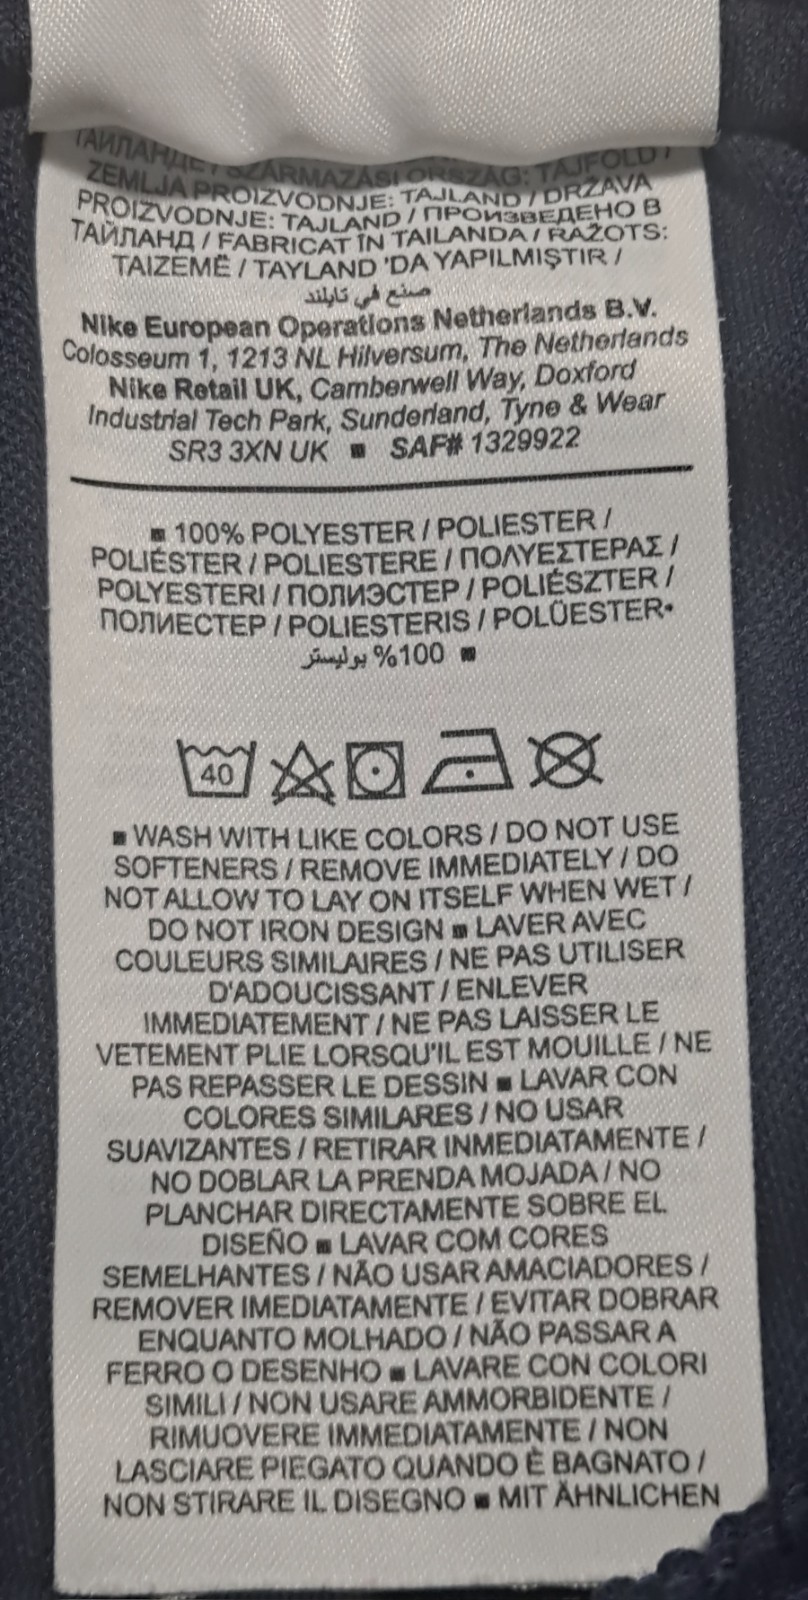 ТАЙЛАНДЕ / SZÁRMAZÁSI ORSZÁG: TAJFÖLD /
ZEMLJA PROIZVODNJE: TAJLAND / DRŽAVA
PROIZVODNJE: TAJLAND / ПРОИЗВЕДЕНО В
ТАЙЛАНД / FABRICAT ÎN TAILANDA / RAŽOTS:
TAIZEMĒ / TAYLAND 'DA YAPILMIŞTIR /
صنع في تايلند
Nike European Operations Netherlands B.V.
Colosseum 1, 1213 NL Hilversum, The Netherlands
Nike Retail UK, Camberwell Way, Doxford
Industrial Tech Park, Sunderland, Tyne & Wear
SR3 3XN UK ■ SAF# 1329922
■ 100% POLYESTER / POLIESTER /
POLIÉSTER / POLIESTERE / ΠΟΛΥΕΣΤΕΡΑΣ /
POLYESTERI / ПОЛИЭСТЕР / POLIÉSZTER /
ПОЛИЕСТЕР / POLIESTERIS / POLÜESTER•
100% بوليستر ■
40
■ WASH WITH LIKE COLORS / DO NOT USE
SOFTENERS / REMOVE IMMEDIATELY / DO
NOT ALLOW TO LAY ON ITSELF WHEN WET /
DO NOT IRON DESIGN ■ LAVER AVEC
COULEURS SIMILAIRES / NE PAS UTILISER
D'ADOUCISSANT / ENLEVER
IMMEDIATEMENT / NE PAS LAISSER LE
VETEMENT PLIE LORSQU'IL EST MOUILLE / NE
PAS REPASSER LE DESSIN ■ LAVAR CON
COLORES SIMILARES / NO USAR
SUAVIZANTES / RETIRAR INMEDIATAMENTE /
NO DOBLAR LA PRENDA MOJADA / NO
PLANCHAR DIRECTAMENTE SOBRE EL
DISEÑO ■ LAVAR COM CORES
SEMELHANTES / NÃO USAR AMACIADORES /
REMOVER IMEDIATAMENTE / EVITAR DOBRAR
ENQUANTO MOLHADO / NÃO PASSAR A
FERRO O DESENHO ■ LAVARE CON COLORI
SIMILI / NON USARE AMMORBIDENTE /
RIMUOVERE IMMEDIATAMENTE / NON
LASCIARE PIEGATO QUANDO È BAGNATO /
NON STIRARE IL DISEGNO ■ MIT ÄHNLICHEN